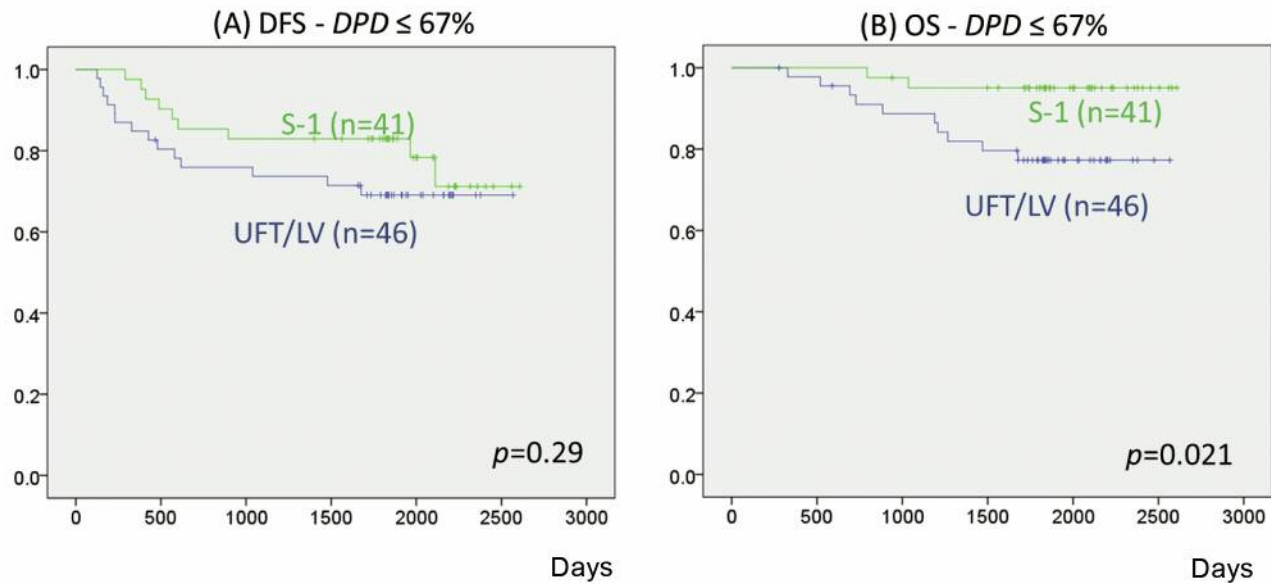 (A) DFS - DPD ≤ 67%
1.0
0.8
0.6
0.4
0.2
0.0
S-1 (n=41)
UFT/LV (n=46)
p=0.29
0 500 1000 1500 2000 2500 3000
Days
(B) OS - DPD ≤ 67%
1.0
0.8
0.6
0.4
0.2
0.0
S-1 (n=41)
UFT/LV (n=46)
p=0.021
0 500 1000 1500 2000 2500 3000
Days